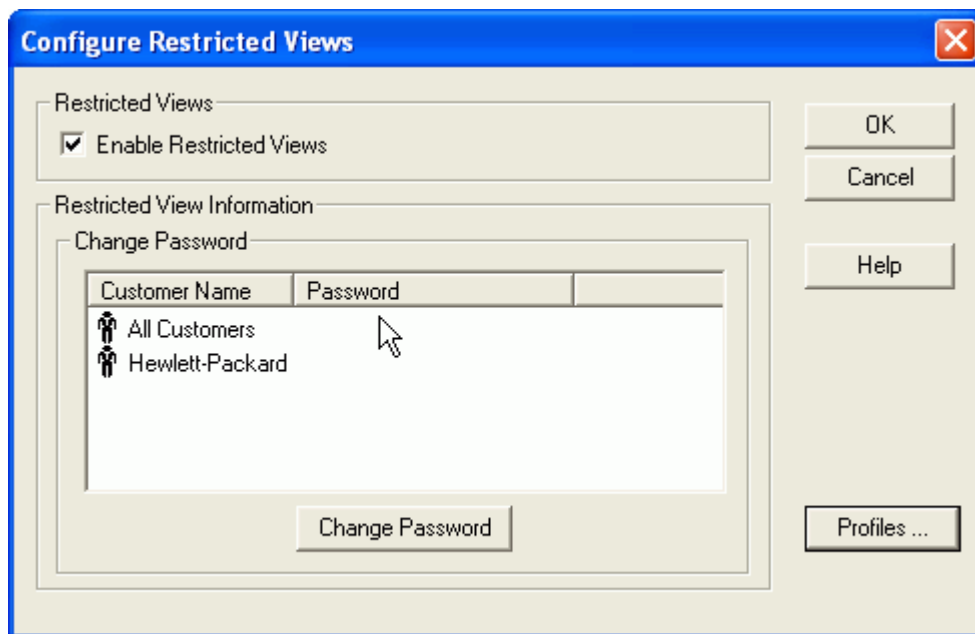 Configure Restricted Views
Restricted Views
Enable Restricted Views
OK
Cancel
Restricted View Information
Change Password
Help
Customer Name Password
All Customers
Hewlett-Packard
Change Password
Profiles ...